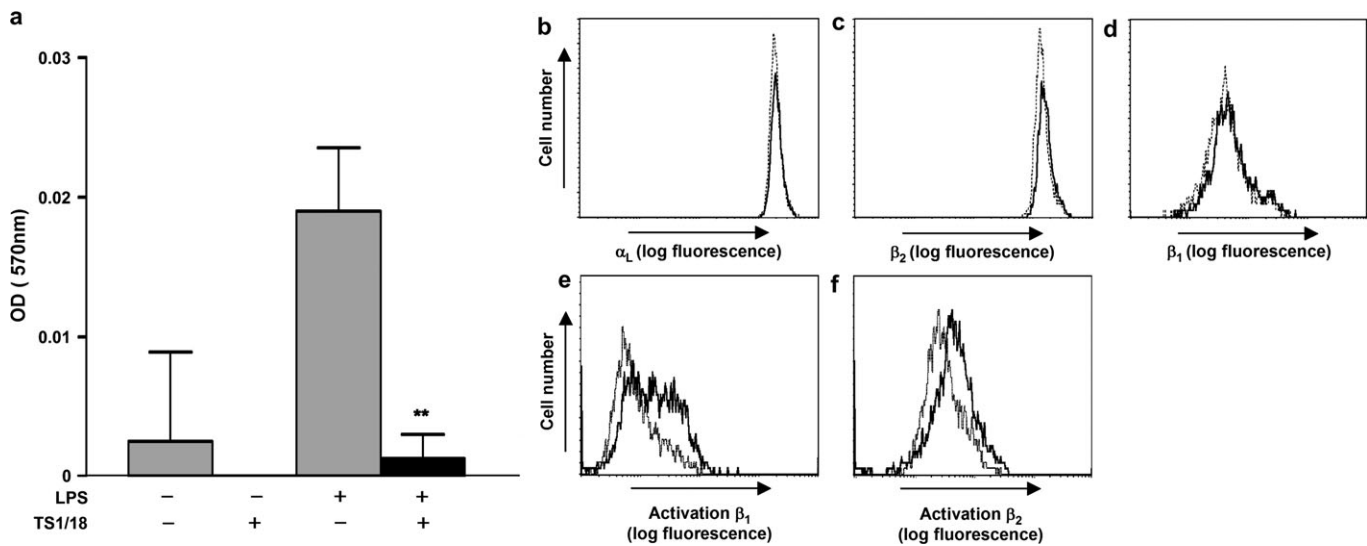 a
0.03
0.02
0.01
0
OD ( 570nm)
**
LPS – – + +
TS1/18 – + – +
b
Cell number
αL (log fluorescence)
c
β2 (log fluorescence)
d
β1 (log fluorescence)
e
Cell number
Activation β1
(log fluorescence)
f
Activation β2
(log fluorescence)